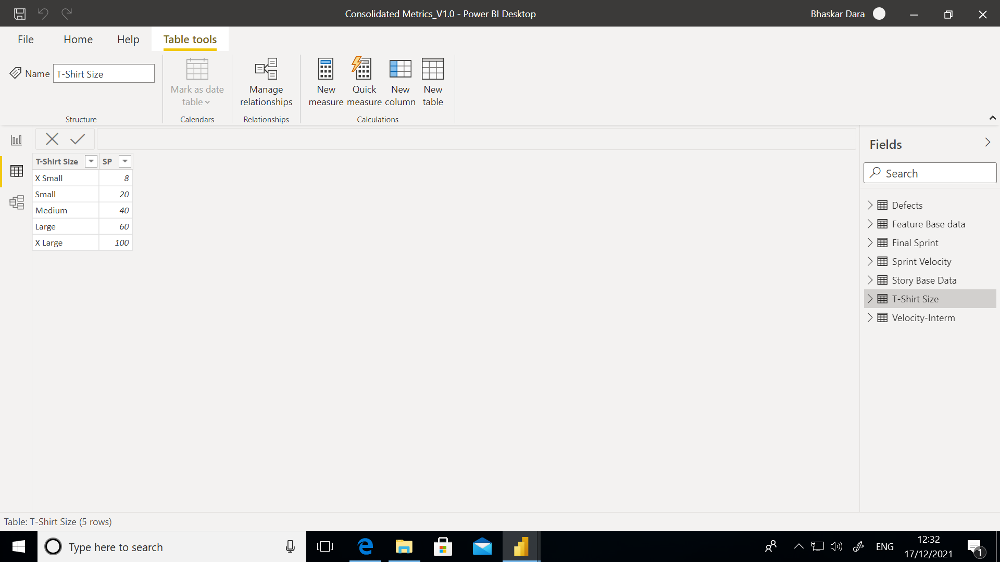 Consolidated Metrics_V1.0 - Power BI Desktop
Bhaskar Dara
File Home Help Table tools
Name T-Shirt Size
Mark as date table
Manage relationships
New measure
Quick measure
New column
New table
Structure
Calendars
Relationships
Calculations
T-Shirt Size SP
X Small 8
Small 20
Medium 40
Large 60
X Large 100
Fields
Search
Defects
Feature Base data
Final Sprint
Sprint Velocity
Story Base Data
T-Shirt Size
Velocity-Interm
Table: T-Shirt Size (5 rows)
Type here to search
ENG
12:32
17/12/2021
1